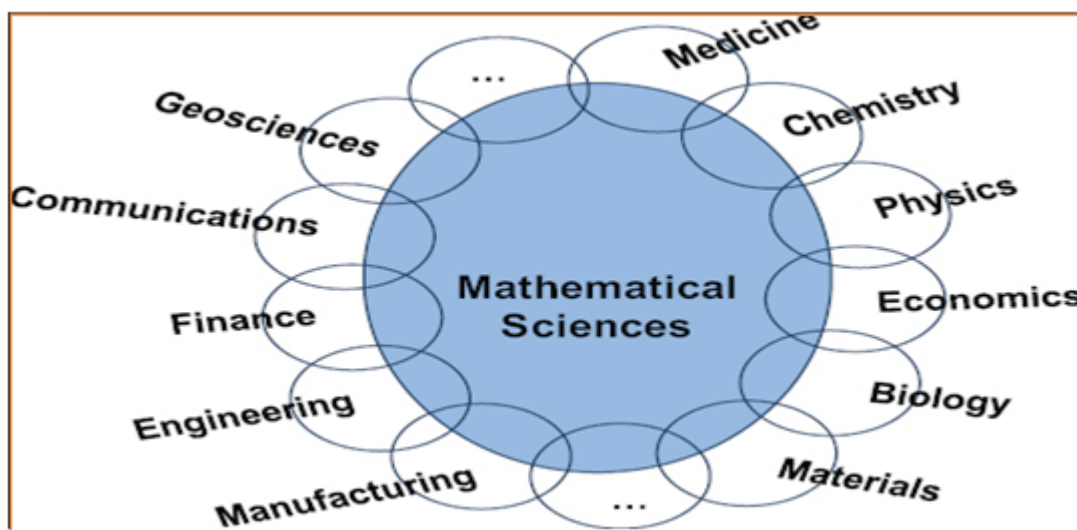 ...
Medicine
Chemistry
Physics
Economics
Biology
Materials
...
Manufacturing
Engineering
Finance
Communications
Geosciences
Mathematical
Sciences